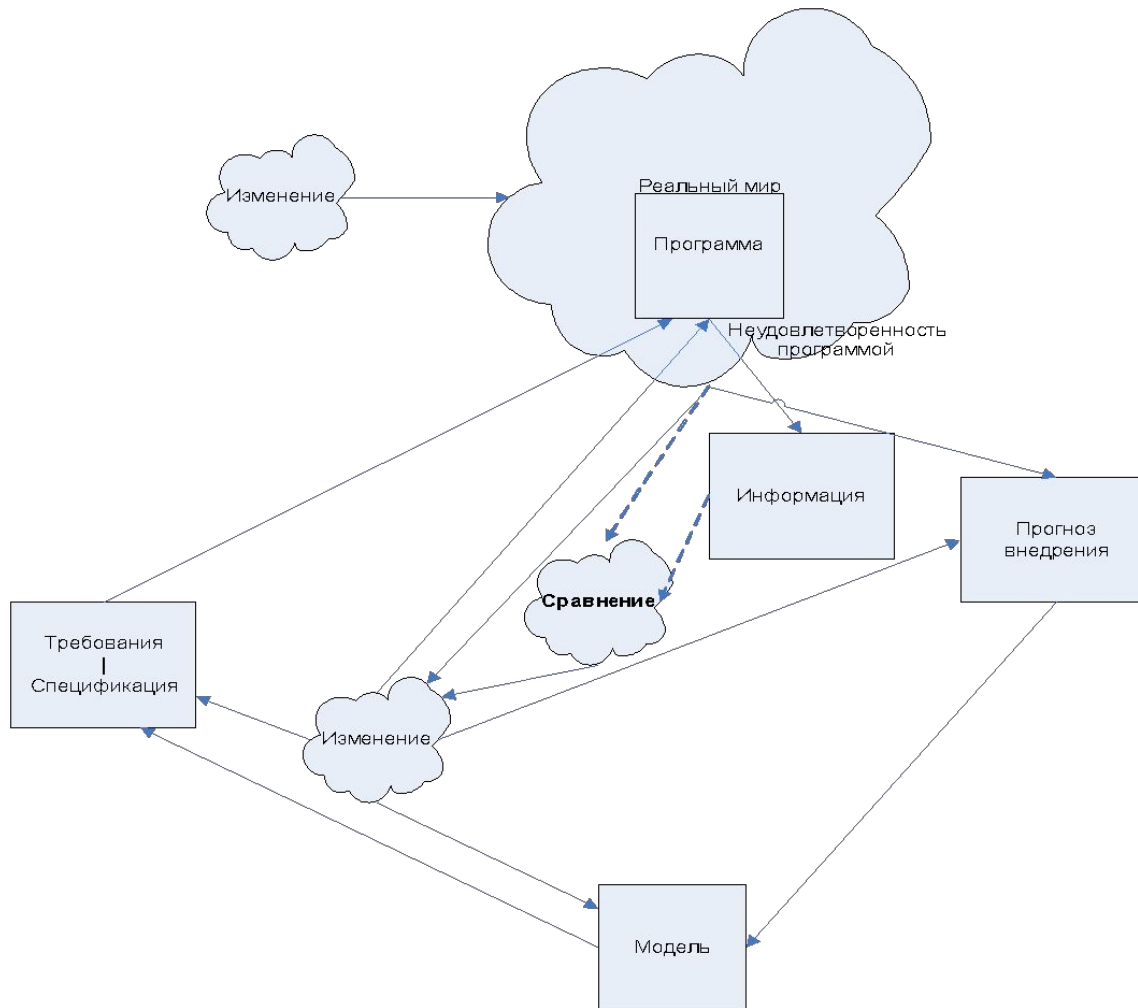 Изменение
Реальный мир
Программа
Неудовлетворенность
программой
Информация
Прогноз
внедрения
Сравнение
Требования
|
Спецификация
Изменение
Модель